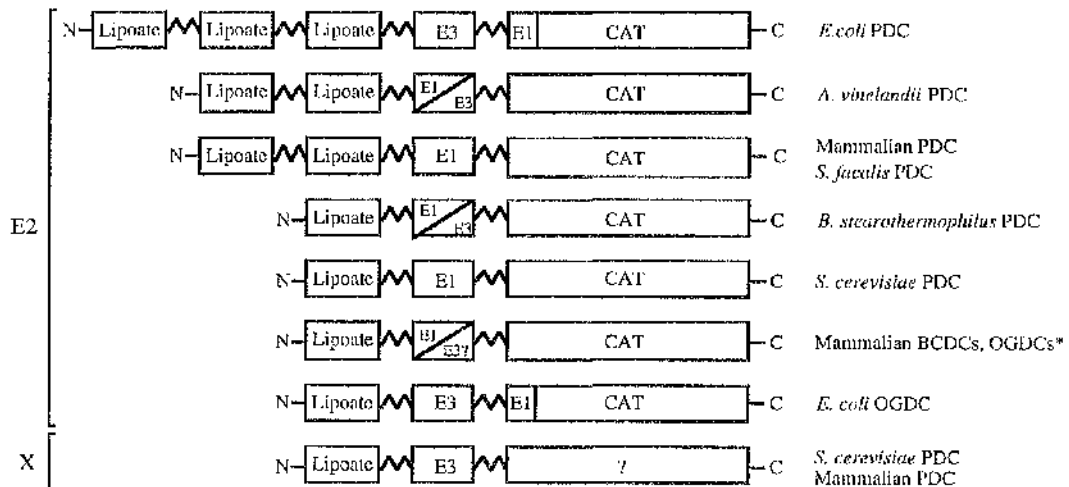 N Lipoate Lipoate Lipoate E3 E1 CAT C E.coli PDC
N Lipoate Lipoate E1 E3 CAT C A. vinelandii PDC
N Lipoate Lipoate E1 CAT C Mammalian PDC
S. faecalis PDC
N Lipoate E1 E3 CAT C B. stearothermophilus PDC
E2
N Lipoate E1 CAT C S. cerevisiae PDC
N Lipoate E1 E3? CAT C Mammalian BCDCs, OGDCs*
N Lipoate E3 E1 CAT C E. coli OGDC
X N Lipoate E3 ? C S. cerevisiae PDC
Mammalian PDC